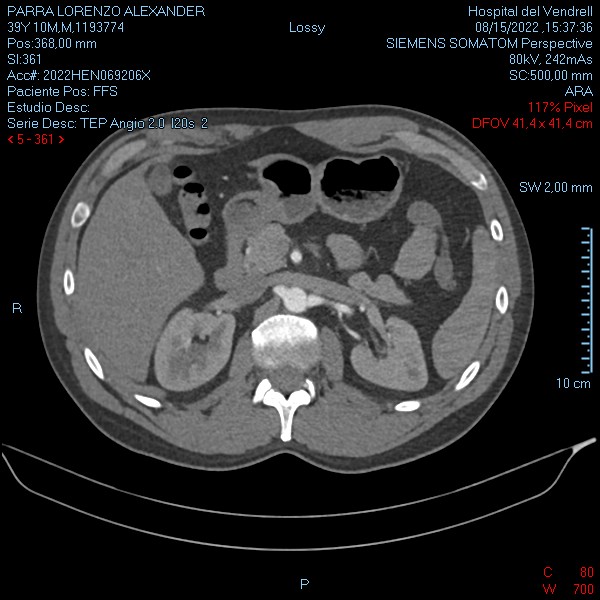 PARRA LORENZO ALEXANDER
39Y 10M,M,1193774
Pos:368,00 mm
SI:361
Acc#: 2022HEN069206X
Paciente Pos: FFS
Estudio Desc:
Serie Desc: TEP Angio 2.0 I20s 2
< 5 - 361 >
Lossy
Hospital del Vendrell
08/15/2022 ,15:37:36
SIEMENS SOMATOM Perspective
80kV, 242mAs
SC:500,00 mm
ARA
117% Pixel
DFOV 41,4 x 41,4 cm
SW 2,00 mm
R
10 cm
P
C 80
W 700